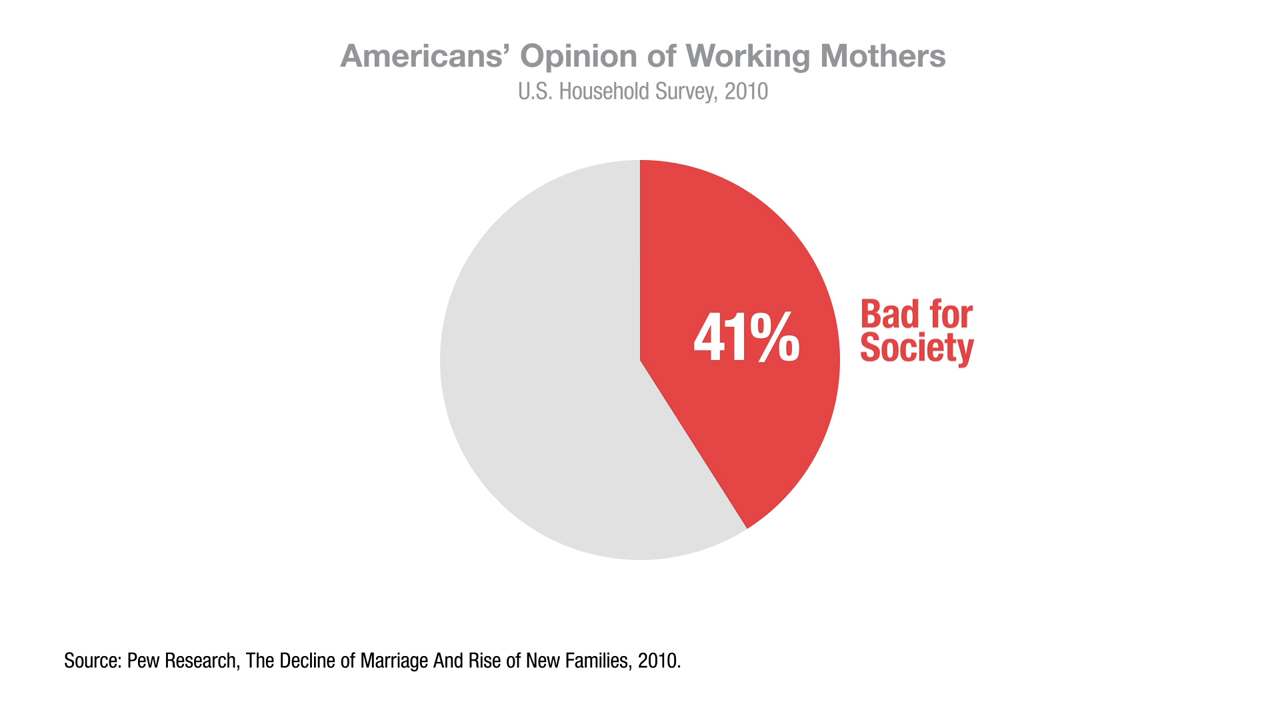 Americans’ Opinion of Working Mothers
U.S. Household Survey, 2010
41%
Bad for
Society
Source: Pew Research, The Decline of Marriage And Rise of New Families, 2010.